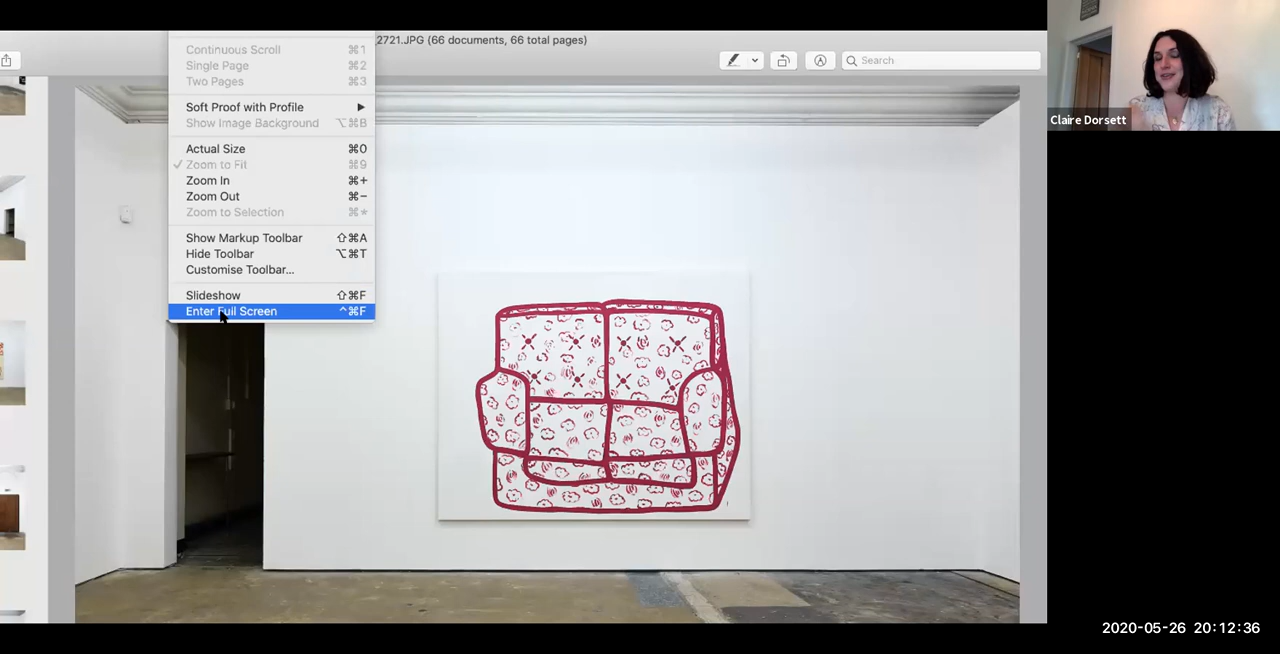 2721.JPG (66 documents, 66 total pages)
Search
Continuous Scroll ⌘1
Single Page ⌘2
Two Pages ⌘3
Soft Proof with Profile ▶
Show Image Background ⌥⌘B
Actual Size ⌘0
✓ Zoom to Fit ⌘9
Zoom In ⌘+
Zoom Out ⌘−
Zoom to Selection ⌘*
Show Markup Toolbar ⇧⌘A
Hide Toolbar ⌥⌘T
Customise Toolbar...
Slideshow ⇧⌘F
Enter Full Screen ^⌘F
Claire Dorsett
2020-05-26 20:12:36